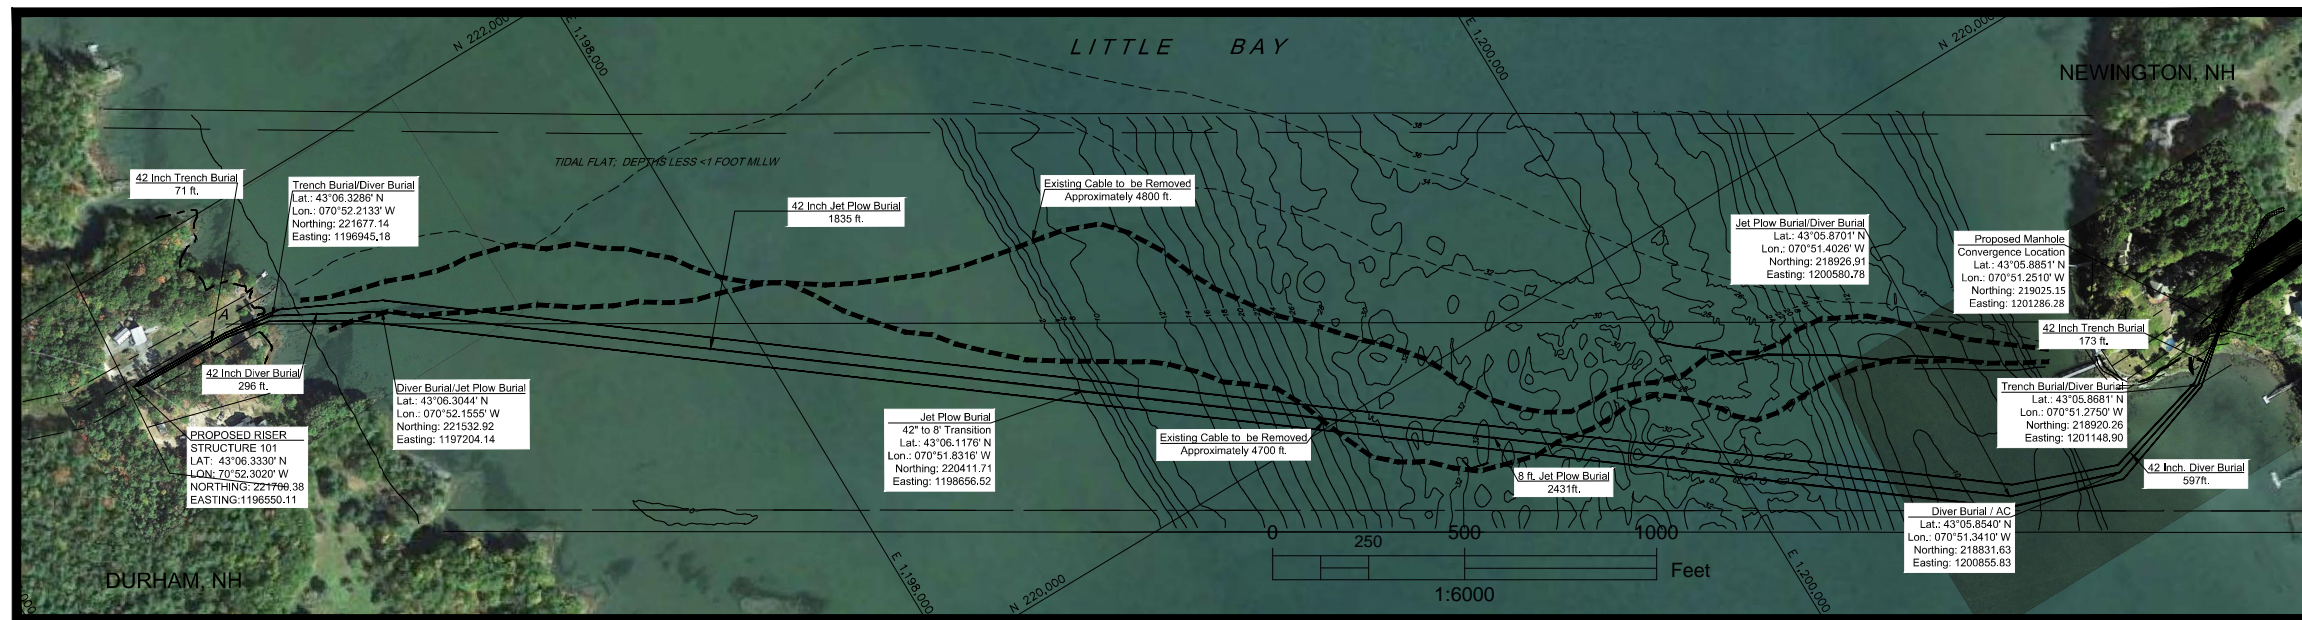 LITTLE BAY
NEWINGTON, NH
DURHAM, NH
N 222,000
E 1,198,000
E 1,200,000
N 220,000
TIDAL FLAT; DEPTHS LESS <1 FOOT MLLW
42 Inch Trench Burial
71 ft.
Trench Burial/Diver Burial
Lat.: 43°06.3286' N
Lon.: 070°52.2133' W
Northing: 221677.14
Easting: 1196945.18
42 Inch Jet Plow Burial
1835 ft.
Existing Cable to be Removed
Approximately 4800 ft.
Jet Plow Burial/Diver Burial
Lat.: 43°05.8701' N
Lon.: 070°51.4026' W
Northing: 218926.91
Easting: 1200580.78
Proposed Manhole
Convergence Location
Lat.: 43°05.8851' N
Lon.: 070°51.2510' W
Northing: 219025.15
Easting: 1201286.28
42 Inch Trench Burial
173 ft.
A
42 Inch Diver Burial
296 ft.
Diver Burial/Jet Plow Burial
Lat.: 43°06.3044' N
Lon.: 070°52.1555' W
Northing: 221532.92
Easting: 1197204.14
PROPOSED RISER
STRUCTURE 101
LAT: 43°06.3330' N
LON: 70°52.3020' W
NORTHING: 221700.38
EASTING:1196550.11
Jet Plow Burial
42" to 8' Transition
Lat.: 43°06.1176' N
Lon.: 070°51.8316' W
Northing: 220411.71
Easting: 1198656.52
Existing Cable to be Removed
Approximately 4700 ft.
8 ft. Jet Plow Burial
2431ft.
Trench Burial/Diver Burial
Lat.: 43°05.8681' N
Lon.: 070°51.2750' W
Northing: 218920.26
Easting: 1201148.90
42 Inch. Diver Burial
597ft.
Diver Burial / AC
Lat.: 43°05.8540' N
Lon.: 070°51.3410' W
Northing: 218831.63
Easting: 1200855.83
0 250 500 1000
Feet
1:6000
E 1,198,000
N 220,000
E 1,200,000
38
36
34
32